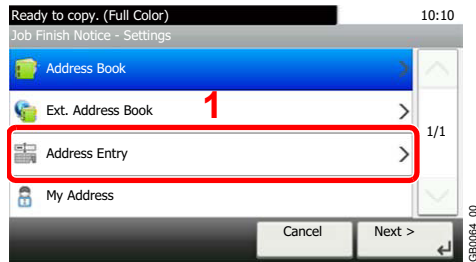 Ready to copy. (Full Color) 10:10
Job Finish Notice - Settings
Address Book
Ext. Address Book
1
1/1
Address Entry
My Address
Cancel Next >
GB0064_00